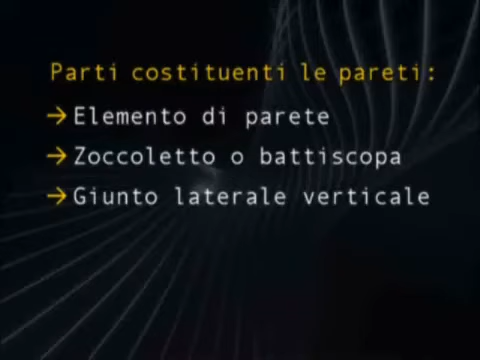 Parti costituenti le pareti:
→ Elemento di parete
→ Zoccoletto o battiscopa
→ Giunto laterale verticale